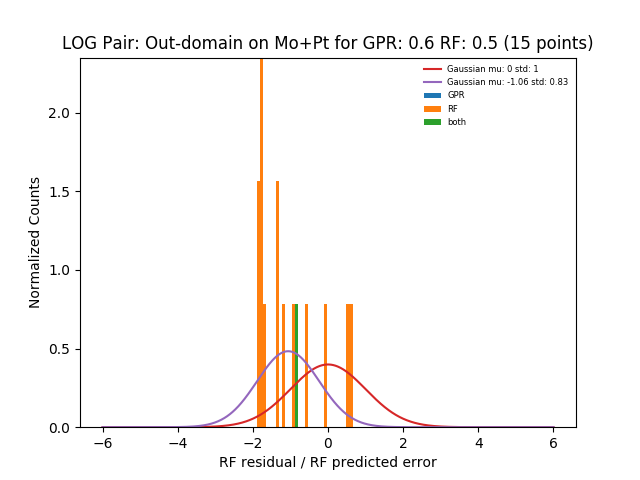 LOG Pair: Out-domain on Mo+Pt for GPR: 0.6 RF: 0.5 (15 points)
Gaussian mu: 0 std: 1
Gaussian mu: -1.06 std: 0.83
GPR
RF
both
Normalized Counts
2.0
1.5
1.0
0.5
0.0
−6
−4
−2
0
2
4
6
RF residual / RF predicted error